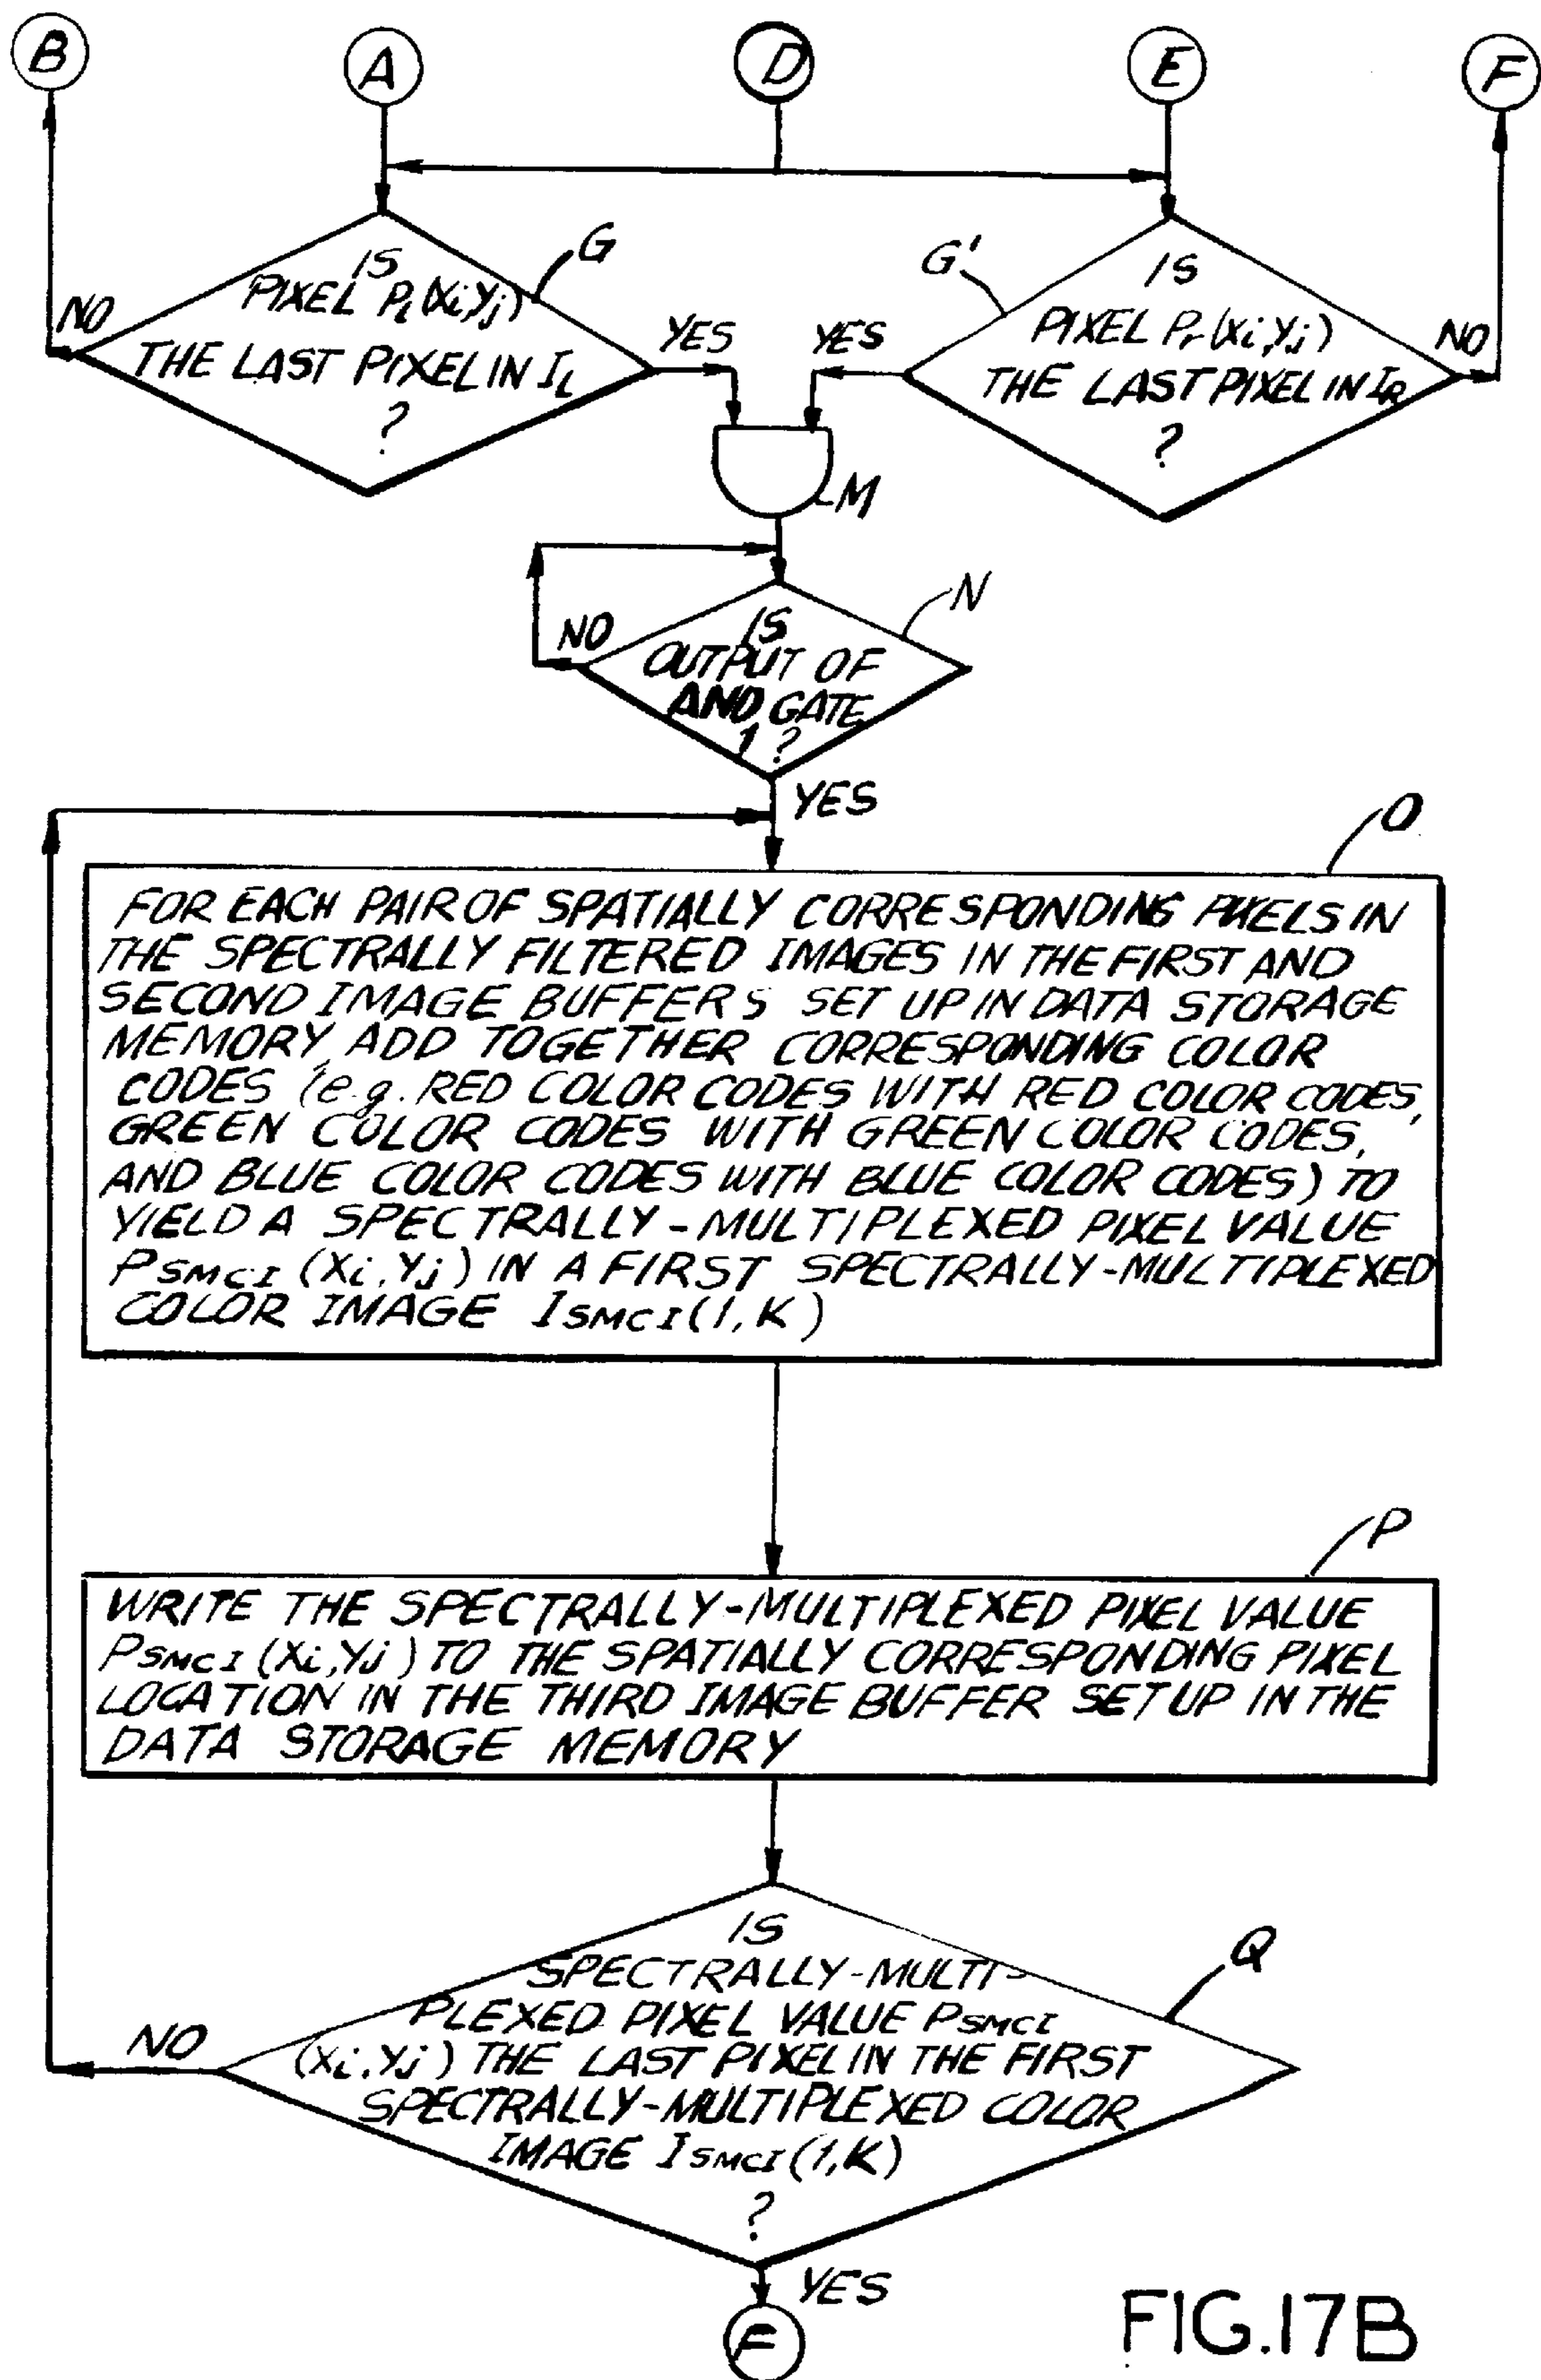 B
A
D
E
F
IS
PIXEL Pl(Xi,Yj)
THE LAST PIXEL IN IL
?
G
NO
YES
G'
IS
PIXEL Pr(Xi,Yj)
THE LAST PIXEL IN IR
?
YES
NO
M
IS
OUTPUT OF
AND GATE
1?
N
NO
YES
O
FOR EACH PAIR OF SPATIALLY CORRESPONDING PIXELS IN
THE SPECTRALLY FILTERED IMAGES IN THE FIRST AND
SECOND IMAGE BUFFERS SET UP IN DATA STORAGE
MEMORY, ADD TOGETHER CORRESPONDING COLOR
CODES (e.g. RED COLOR CODES WITH RED COLOR CODES,
GREEN COLOR CODES WITH GREEN COLOR CODES,
AND BLUE COLOR CODES WITH BLUE COLOR CODES) TO
YIELD A SPECTRALLY-MULTIPLEXED PIXEL VALUE
PSMCI (Xi,Yj) IN A FIRST SPECTRALLY-MULTIPLEXED
COLOR IMAGE ISMCI(1,K)
P
WRITE THE SPECTRALLY-MULTIPLEXED PIXEL VALUE
PSMCI (Xi,Yj) TO THE SPATIALLY CORRESPONDING PIXEL
LOCATION IN THE THIRD IMAGE BUFFER SET UP IN THE
DATA STORAGE MEMORY
Q
IS
SPECTRALLY-MULTI-
PLEXED PIXEL VALUE PSMCI
(Xi,Yj) THE LAST PIXEL IN THE FIRST
SPECTRALLY-MULTIPLEXED COLOR
IMAGE ISMCI(1,K)
?
NO
YES
FIG.17B